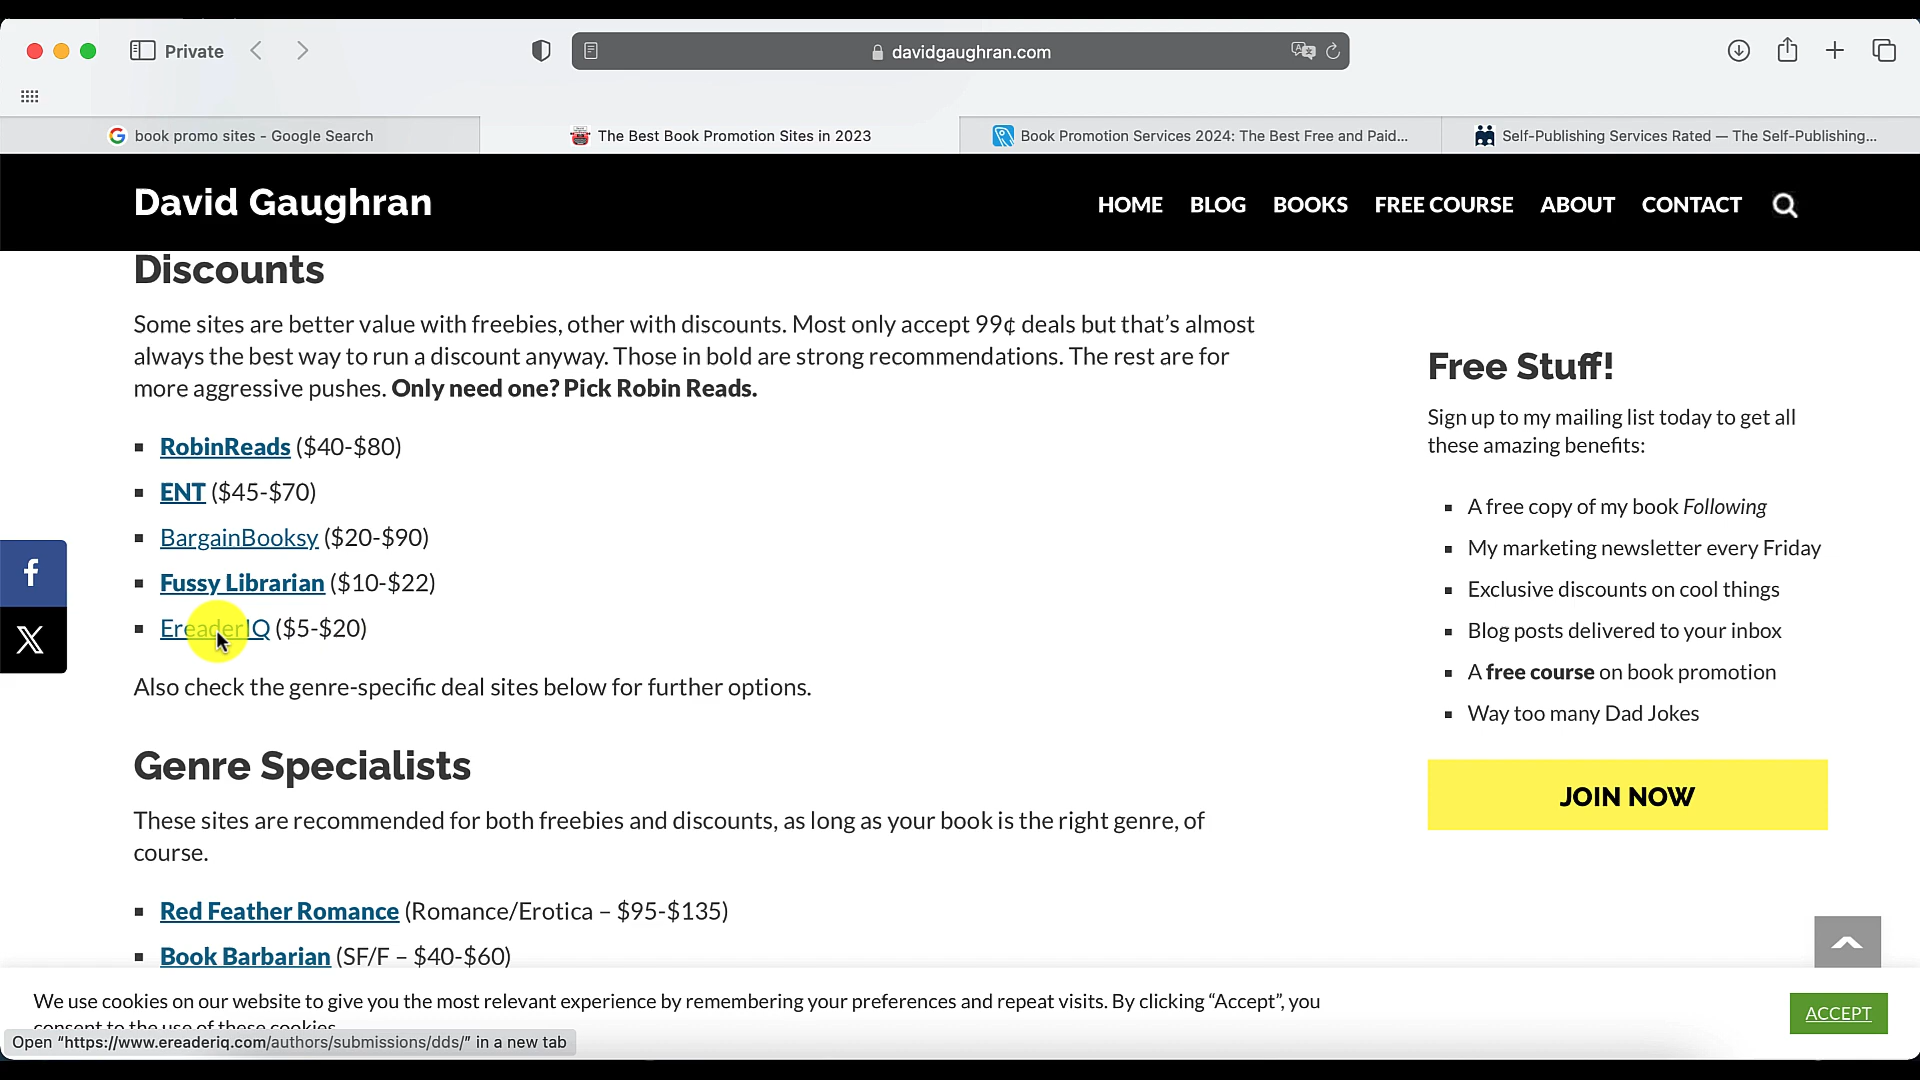 Private
davidgaughran.com
book promo sites - Google Search
The Best Book Promotion Sites in 2023
Book Promotion Services 2024: The Best Free and Paid...
Self-Publishing Services Rated — The Self-Publishing...
David Gaughran
HOME BLOG BOOKS FREE COURSE ABOUT CONTACT
Discounts
Some sites are better value with freebies, other with discounts. Most only accept 99¢ deals but that’s almost
always the best way to run a discount anyway. Those in bold are strong recommendations. The rest are for
more aggressive pushes. Only need one? Pick Robin Reads.
RobinReads ($40-$80)
ENT ($45-$70)
BargainBooksy ($20-$90)
Fussy Librarian ($10-$22)
EreaderIQ ($5-$20)
Also check the genre-specific deal sites below for further options.
Genre Specialists
These sites are recommended for both freebies and discounts, as long as your book is the right genre, of
course.
Red Feather Romance (Romance/Erotica – $95-$135)
Book Barbarian (SF/F – $40-$60)
Free Stuff!
Sign up to my mailing list today to get all
these amazing benefits:
A free copy of my book Following
My marketing newsletter every Friday
Exclusive discounts on cool things
Blog posts delivered to your inbox
A free course on book promotion
Way too many Dad Jokes
JOIN NOW
We use cookies on our website to give you the most relevant experience by remembering your preferences and repeat visits. By clicking “Accept”, you
consent to the use of these cookies.
ACCEPT
Open “https://www.ereaderiq.com/authors/submissions/dds/” in a new tab